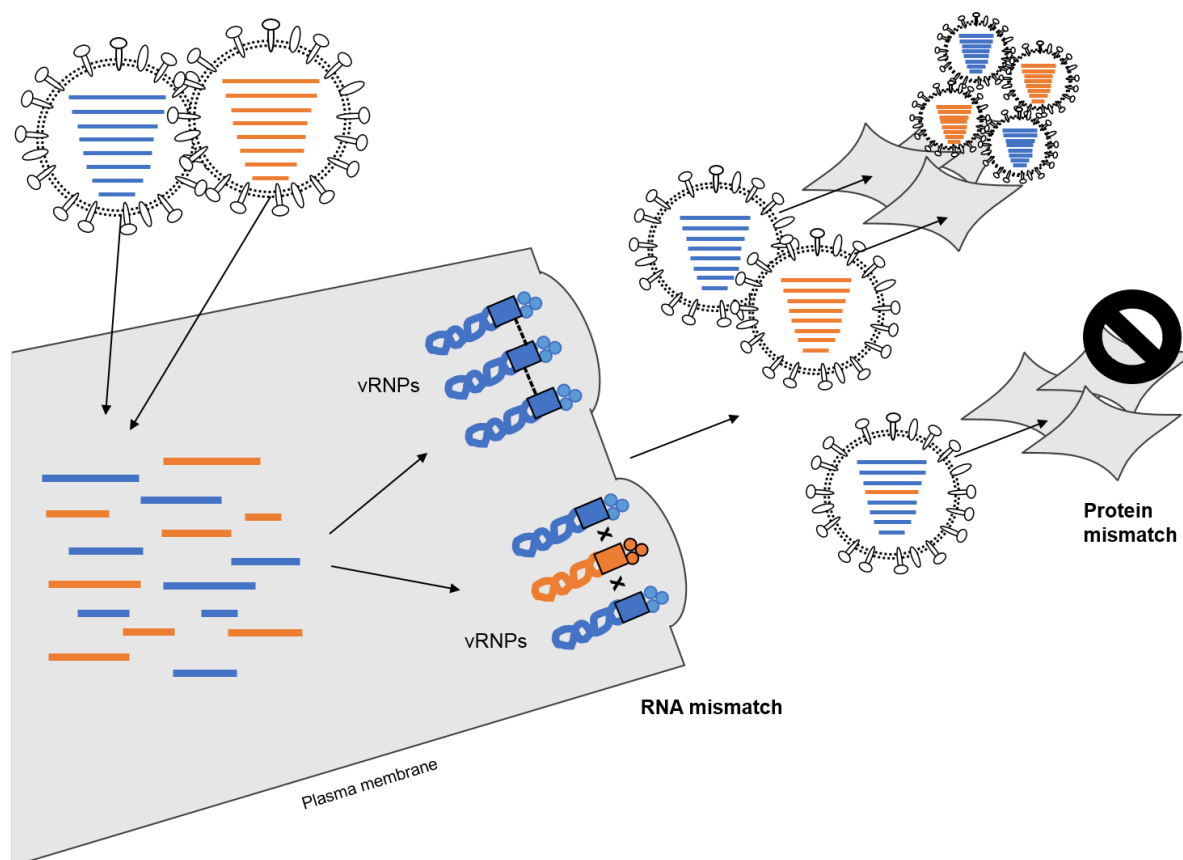 vRNPs
vRNPs
RNA mismatch
Protein
mismatch
Plasma membrane